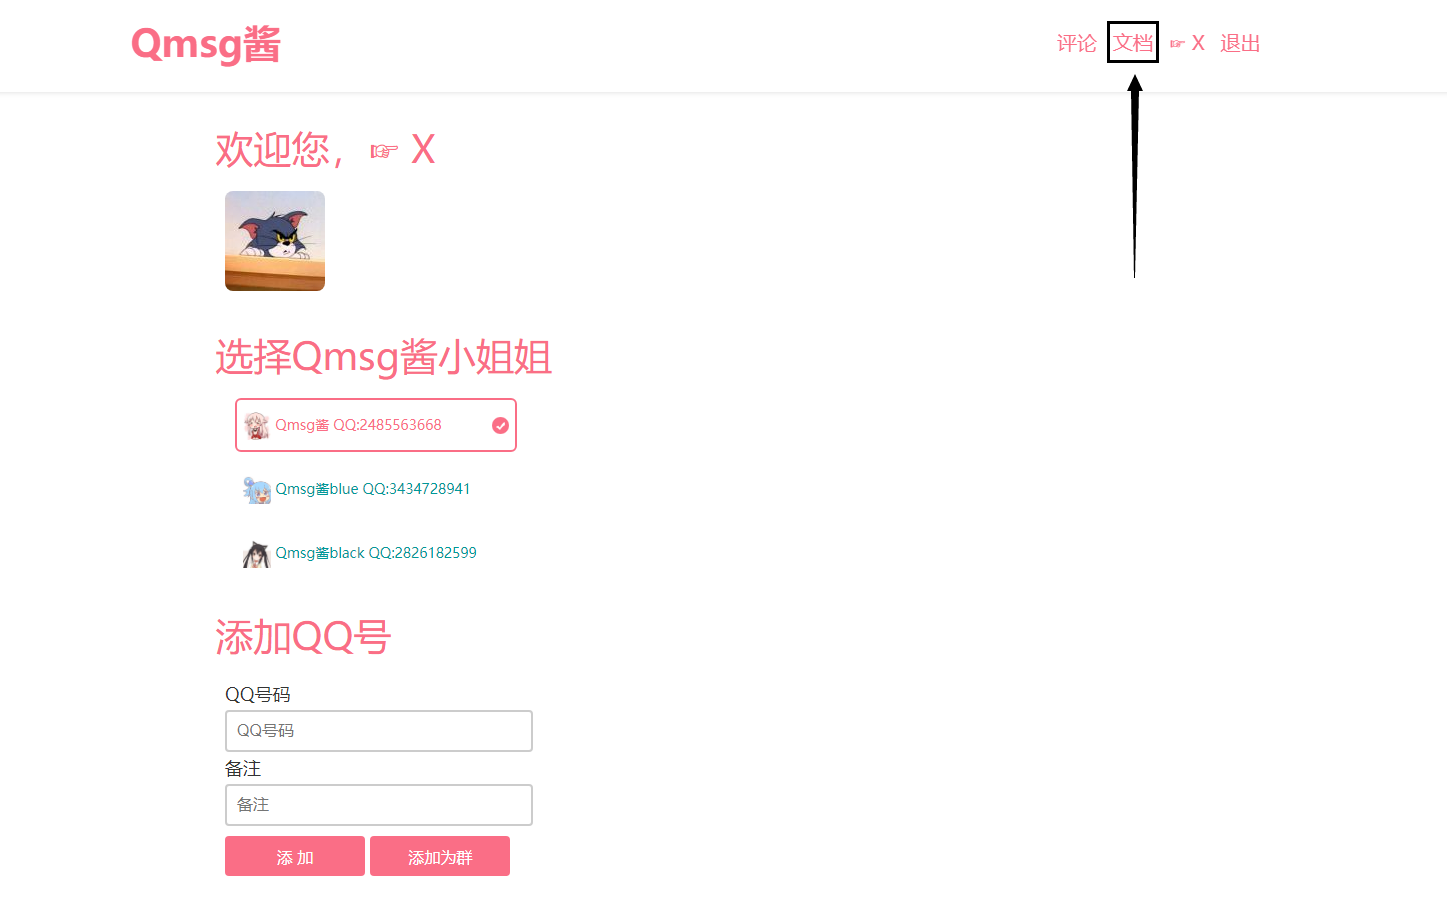 Qmsg酱
评论 文档 ☞ X 退出
欢迎您，☞ X
选择Qmsg酱小姐姐
Qmsg酱 QQ:2485563668
Qmsg酱blue QQ:3434728941
Qmsg酱black QQ:2826182599
添加QQ号
QQ号码
QQ号码
备注
备注
添 加 添加为群